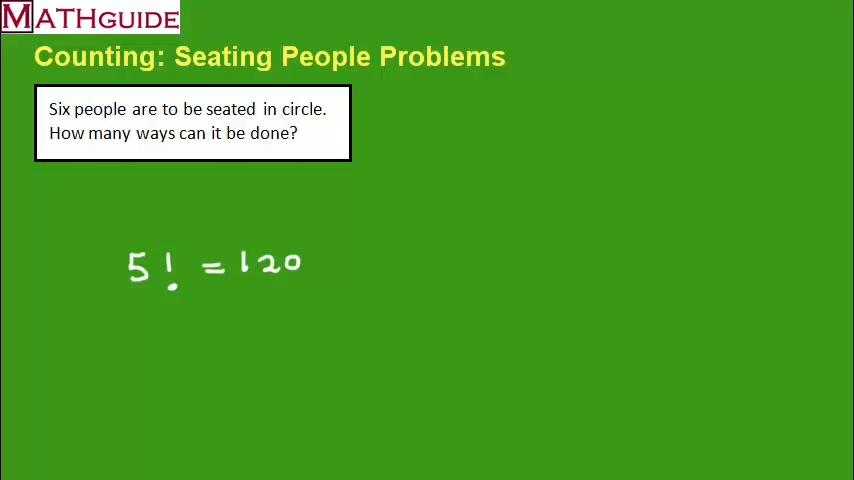 MATHGUIDE
Counting: Seating People Problems
Six people are to be seated in circle.
How many ways can it be done?
5! = 120